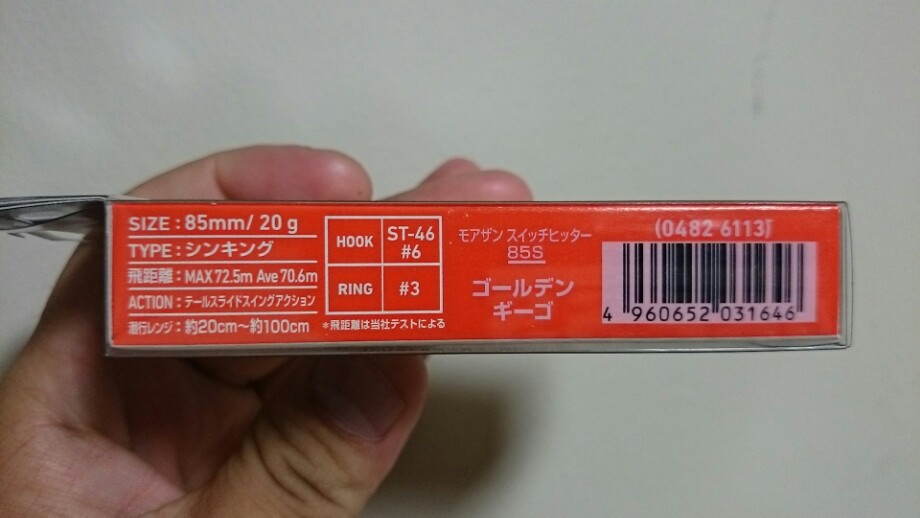 SIZE：85mm/ 20g
TYPE：シンキング
飛距離：MAX 72.5m Ave 70.6m
ACTION：テールスライドスイングアクション
潜行レンジ：約20cm～約100cm
HOOK
ST-46
#6
RING
#3
＊飛距離は当社テストによる
モアザン スイッチヒッター
85S
ゴールデン
ギーゴ
(0482 6113)
4 960652 031646